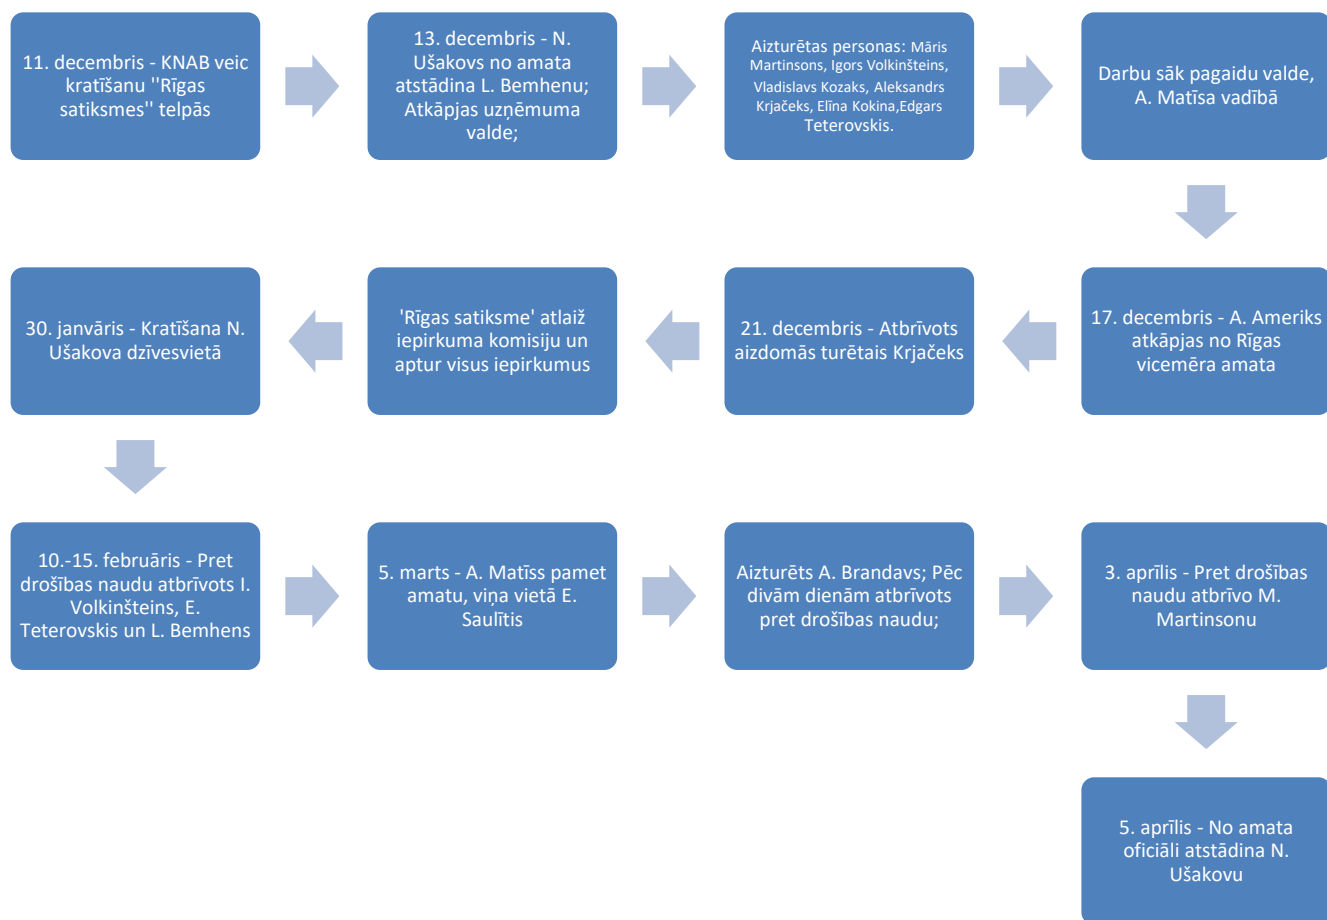 11. decembris - KNAB veic
kratīšanu ''Rīgas
satiksmes'' telpās
13. decembris - N.
Ušakovs no amata
atstādina L. Bemhenu;
Atkāpjas uzņēmuma
valde;
Aizturētas personas: Māris
Martinsons, Igors Volkinšteins,
Vladislavs Kozaks, Aleksandrs
Krjačeks, Elīna Kokina,Edgars
Teterovskis.
Darbu sāk pagaidu valde,
A. Matīsa vadībā
17. decembris - A. Ameriks
atkāpjas no Rīgas
vicemēra amata
21. decembris - Atbrīvots
aizdomās turētais Krjačeks
'Rīgas satiksme' atlaiž
iepirkuma komisiju un
aptur visus iepirkumus
30. janvāris - Kratīšana N.
Ušakova dzīvesvietā
10.-15. februāris - Pret
drošības naudu atbrīvots I.
Volkinšteins, E.
Teterovskis un L. Bemhens
5. marts - A. Matīss pamet
amatu, viņa vietā E.
Saulītis
Aizturēts A. Brandavs; Pēc
divām dienām atbrīvots
pret drošības naudu;
3. aprīlis - Pret drošības
naudu atbrīvo M.
Martinsonu
5. aprīlis - No amata
oficiāli atstādina N.
Ušakovu